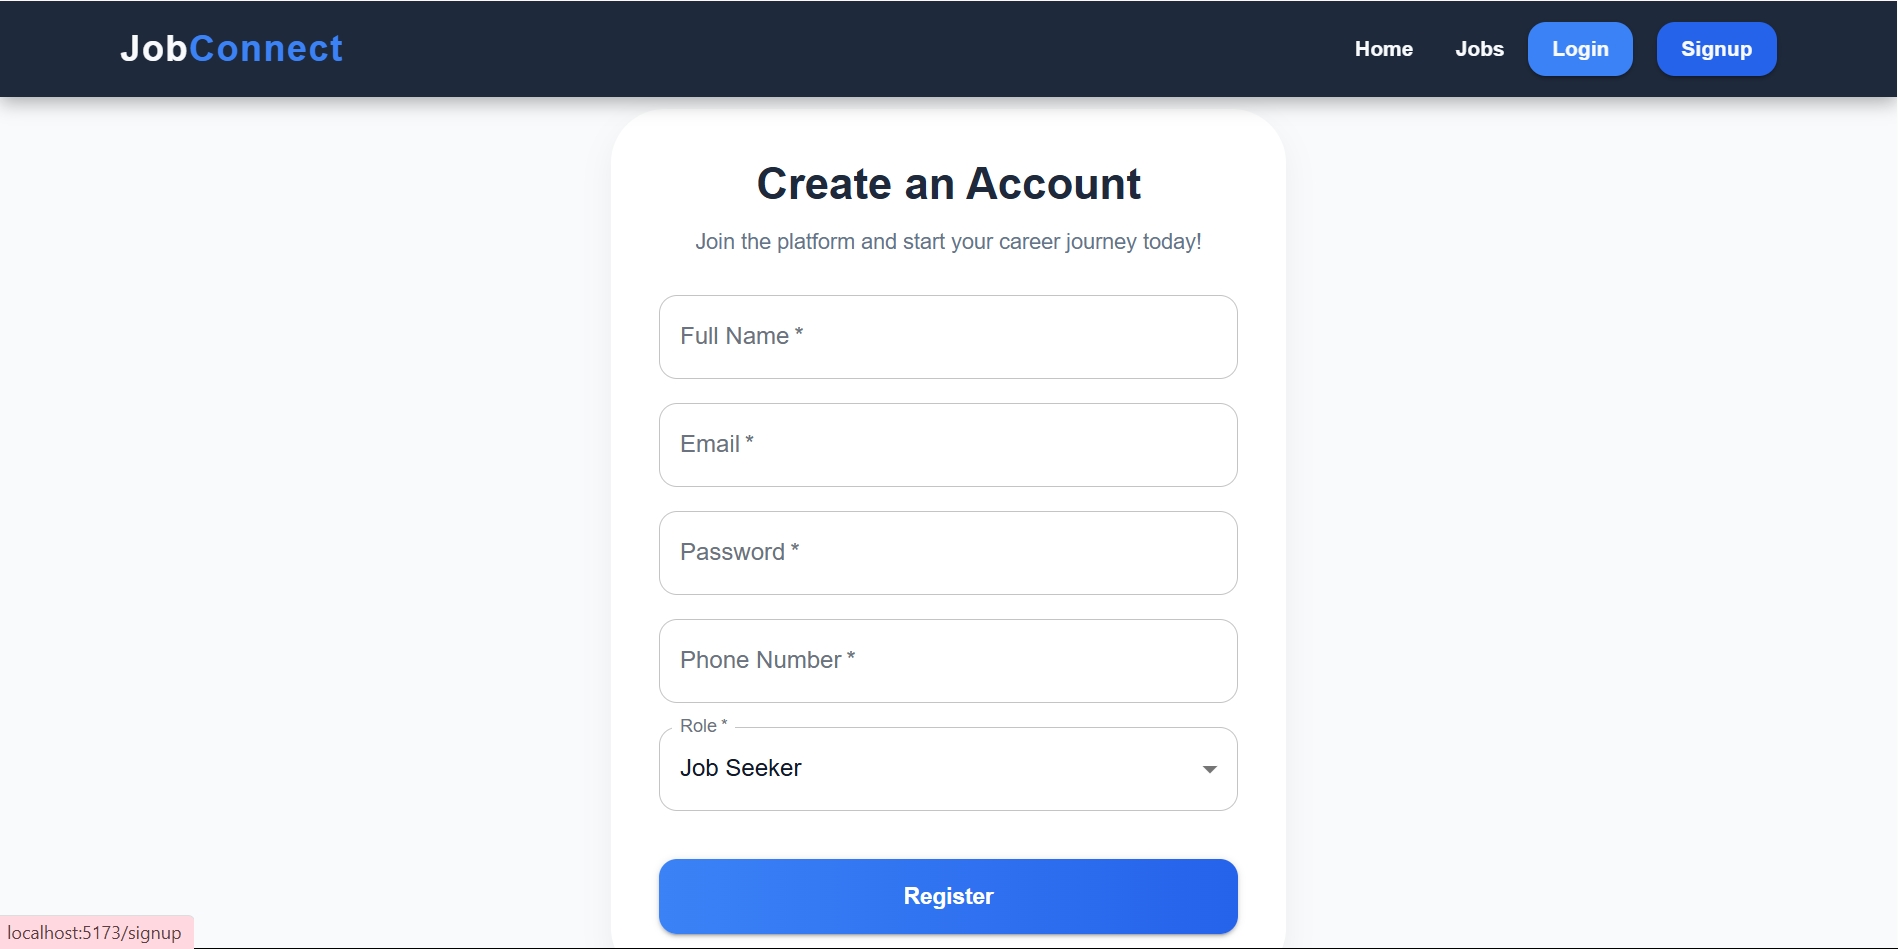 JobConnect Home Jobs Login Signup
Create an Account
Join the platform and start your career journey today!
Full Name *
Email *
Password *
Phone Number *
Role *
Job Seeker
Register
localhost:5173/signup